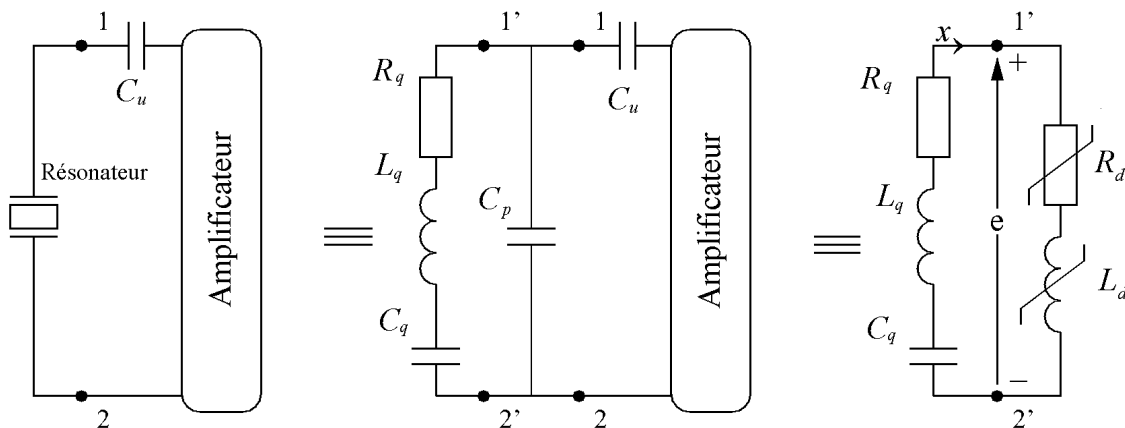 1
C_u
Résonateur
Amplificateur
2
1’
1
R_q
C_u
L_q
C_p
C_q
Amplificateur
2’
2
x
1’
+
R_q
R_d
L_q
e
L_d
C_q
−
2’